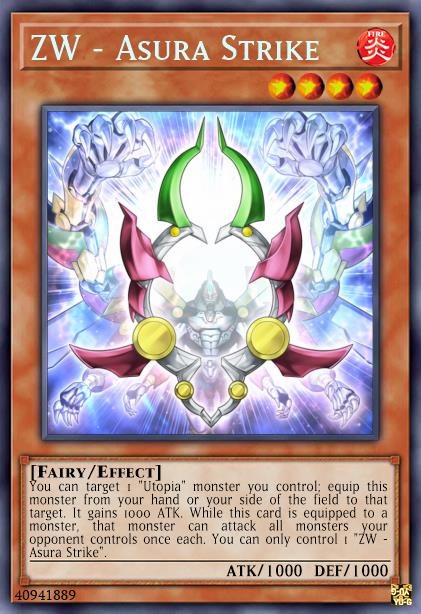 ZW - Asura Strike
FIRE
炎
[Fairy/Effect]
You can target 1 "Utopia" monster you control; equip this
monster from your hand or your side of the field to that
target. It gains 1000 ATK. While this card is equipped to a
monster, that monster can attack all monsters your
opponent controls once each. You can only control 1 "ZW -
Asura Strike".
ATK/1000 DEF/1000
40941889